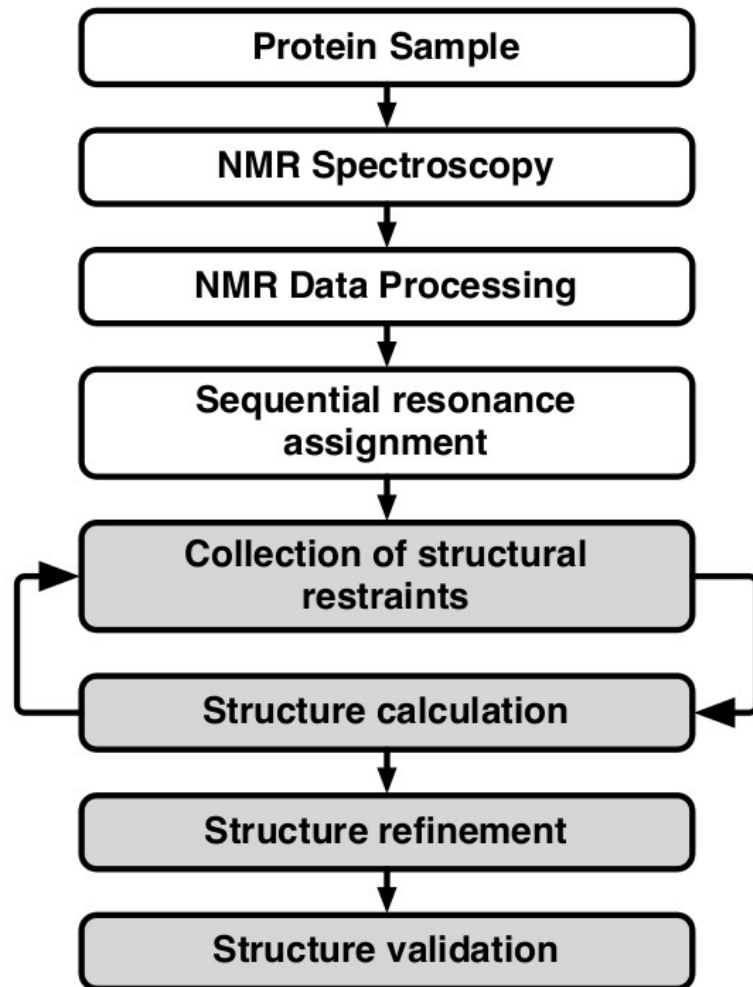 Protein Sample
NMR Spectroscopy
NMR Data Processing
Sequential resonance
assignment
Collection of structural
restraints
Structure calculation
Structure refinement
Structure validation